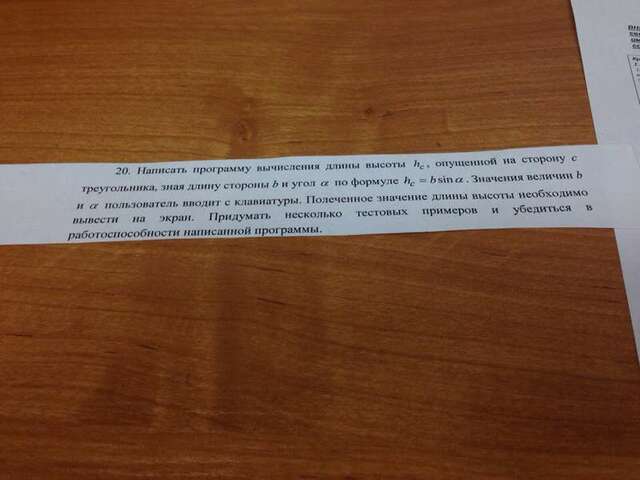 20. Написать программу вычисления длины высоты h_c, опущенной на сторону c
треугольника, зная длину стороны b и угол α по формуле h_c = b sin α. Значения величин b
и α пользователь вводит с клавиатуры. Полеченное значение длины высоты необходимо
вывести на экран. Придумать несколько тестовых примеров и убедиться в
работоспособности написанной программы.